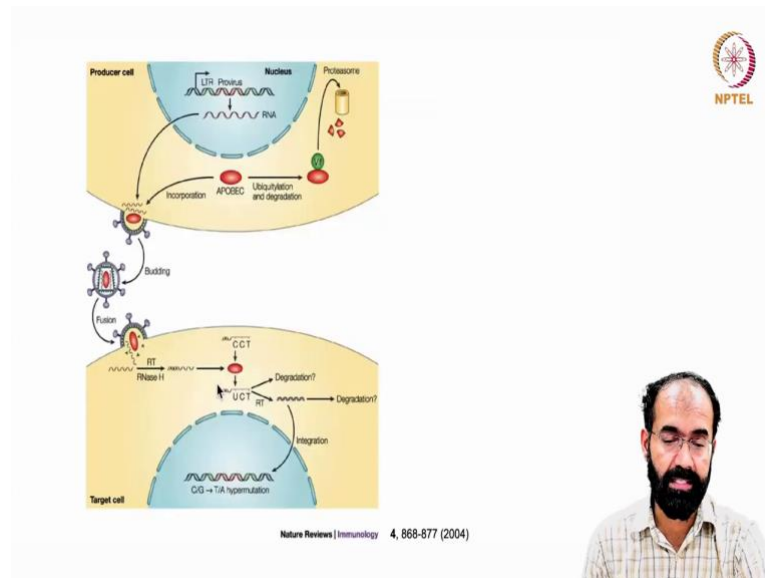 NPTEL
Producer cell
Nucleus
Proteasome
LTR Provirus
RNA
Incorporation
APOBEC
Ubiquitylation
and degradation
Budding
Fusion
RT
RNase H
CCT
UCT
RT
Degradation?
Degradation?
Integration
C/G → T/A hypermutation
Target cell
Nature Reviews | Immunology 4, 868-877 (2004)